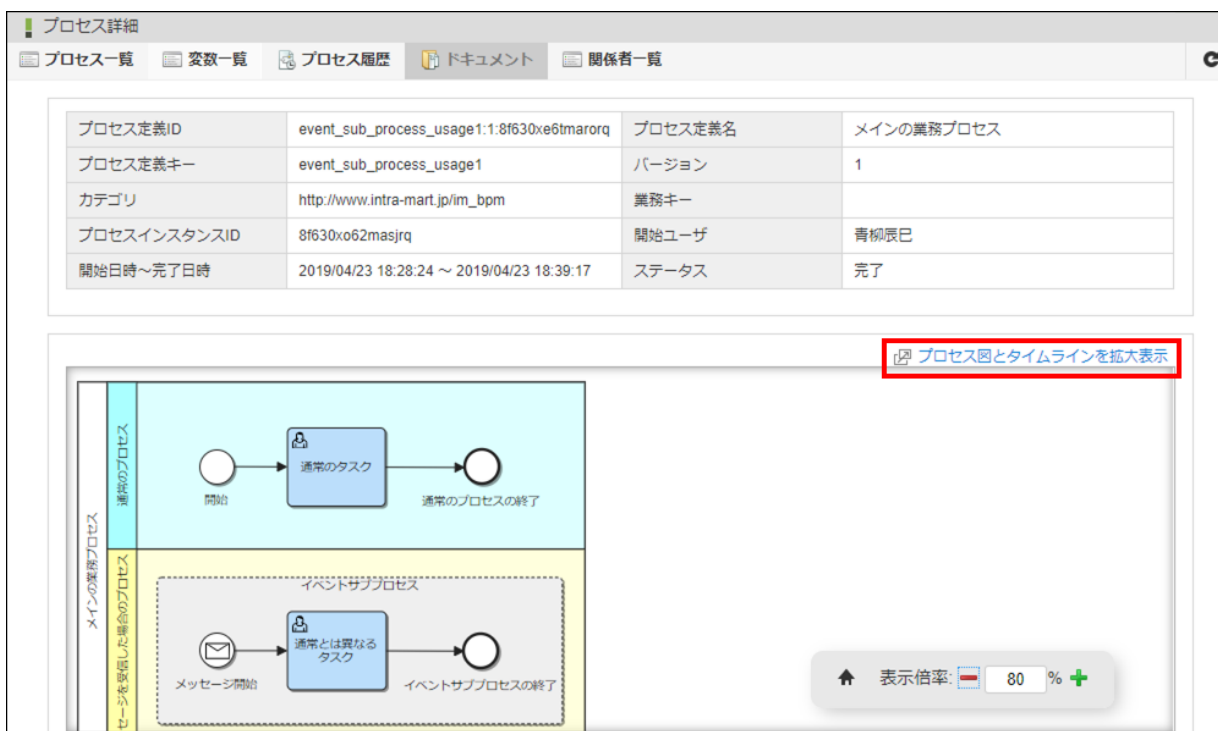 プロセス詳細
プロセス一覧 変数一覧 プロセス履歴 ドキュメント 関係者一覧
プロセス定義ID event_sub_process_usage1:1:8f630xe6tmarorq プロセス定義名 メインの業務プロセス
プロセス定義キー event_sub_process_usage1 バージョン 1
カテゴリ http://www.intra-mart.jp/im_bpm 業務キー
プロセスインスタンスID 8f630xo62masjrq 開始ユーザ 青柳辰巳
開始日時～完了日時 2019/04/23 18:28:24 ～ 2019/04/23 18:39:17 ステータス 完了
プロセス図とタイムラインを拡大表示
メインの業務プロセス
通常のプロセス
開始
通常のタスク
通常のプロセスの終了
セージを受信した場合のプロセス
イベントサブプロセス
メッセージ開始
通常とは異なる
タスク
イベントサブプロセスの終了
表示倍率: 80 %